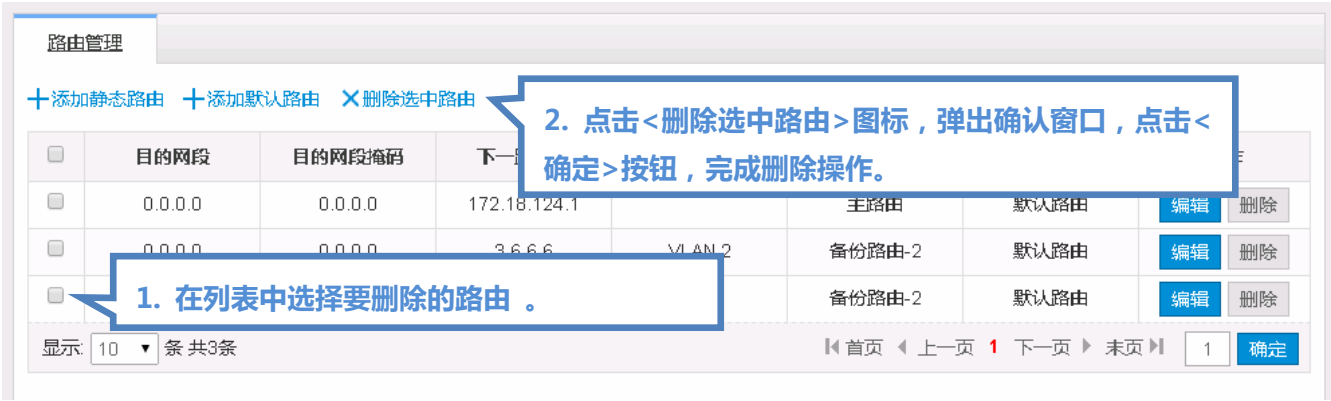 路由管理
添加静态路由 添加默认路由 删除选中路由
2. 点击<删除选中路由>图标，弹出确认窗口，点击<
确定>按钮，完成删除操作。
目的网段 目的网段掩码 下一
0.0.0.0 0.0.0.0 172.18.124.1 主路由 默认路由 编辑 删除
0.0.0.0 0.0.0.0 3.6.6.6 VLAN 2 备份路由-2 默认路由 编辑 删除
1. 在列表中选择要删除的路由 。
备份路由-2 默认路由 编辑 删除
显示: 10 条 共3条 首页 上一页 1 下一页 末页 1 确定